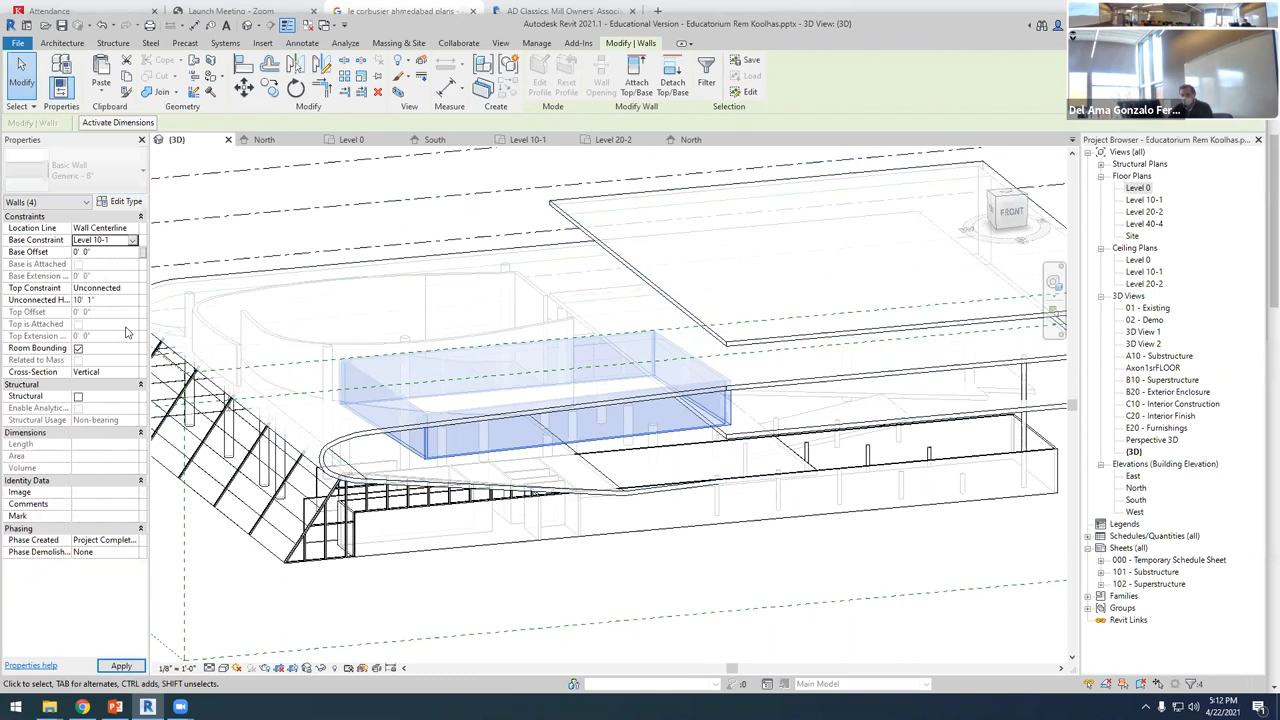 Attendance
Launch Meeting - Zoom
le corbusier ahmedabad plans -
AD Classics: Mill Owners' Assoc
Autodesk Revit 2021.1 - Educational Version - Educatorium Rem Koolhas.pptx - 3D View: {3D}
File Architecture Structure Steel Precast Systems Insert Annotate Analyze Massing & Site Collaborate View Manage Add-Ins Modify | Walls
Modify
Properties
Paste
Cope
Cut
Join
Edit Profile
Reset Profile
Wall Opening
Attach Top/Base
Detach Top/Base
Filter
Save
Load
Edit
Select Properties Clipboard Geometry Modify View Measure Create Mode Modify Wall Selection
Modify | Walls Activate Dimensions
Del Ama Gonzalo Fer...
Properties
{3D} North Level 0 South Level 10-1 Level 20-2 North
Project Browser - Educatorium Rem Koolhas.pptx
Basic Wall
Generic - 8"
Walls (4) Edit Type
Constraints
Location Line Wall Centerline
Base Constraint Level 10-1
Base Offset 0' 0"
Base is Attached
Base Extension ... 0' 0"
Top Constraint Unconnected
Unconnected H... 10' 1"
Top Offset 0' 0"
Top is Attached
Top Extension ... 0' 0"
Room Bounding
Related to Mass
Cross-Section Vertical
Structural
Structural
Enable Analytic...
Structural Usage Non-bearing
Dimensions
Length
Area
Volume
Identity Data
Image
Comments
Mark
Phasing
Phase Created Project Complet...
Phase Demolish... None
Properties help Apply
FRONT
Views (all)
Structural Plans
Floor Plans
Level 0
Level 10-1
Level 20-2
Level 40-4
Site
Ceiling Plans
Level 0
Level 10-1
Level 20-2
3D Views
01 - Existing
02 - Demo
3D View 1
3D View 2
A10 - Substructure
Axon1srFLOOR
B10 - Superstructure
B20 - Exterior Enclosure
C10 - Interior Construction
C20 - Interior Finish
E20 - Furnishings
Perspective 3D
{3D}
Elevations (Building Elevation)
East
North
South
West
Legends
Schedules/Quantities (all)
Sheets (all)
000 - Temporary Schedule Sheet
101 - Substructure
102 - Superstructure
Families
Groups
Revit Links
1/8" = 1'-0"
Click to select, TAB for alternates, CTRL adds, SHIFT unselects.
:0
Main Model
:4
5:12 PM
4/22/2021